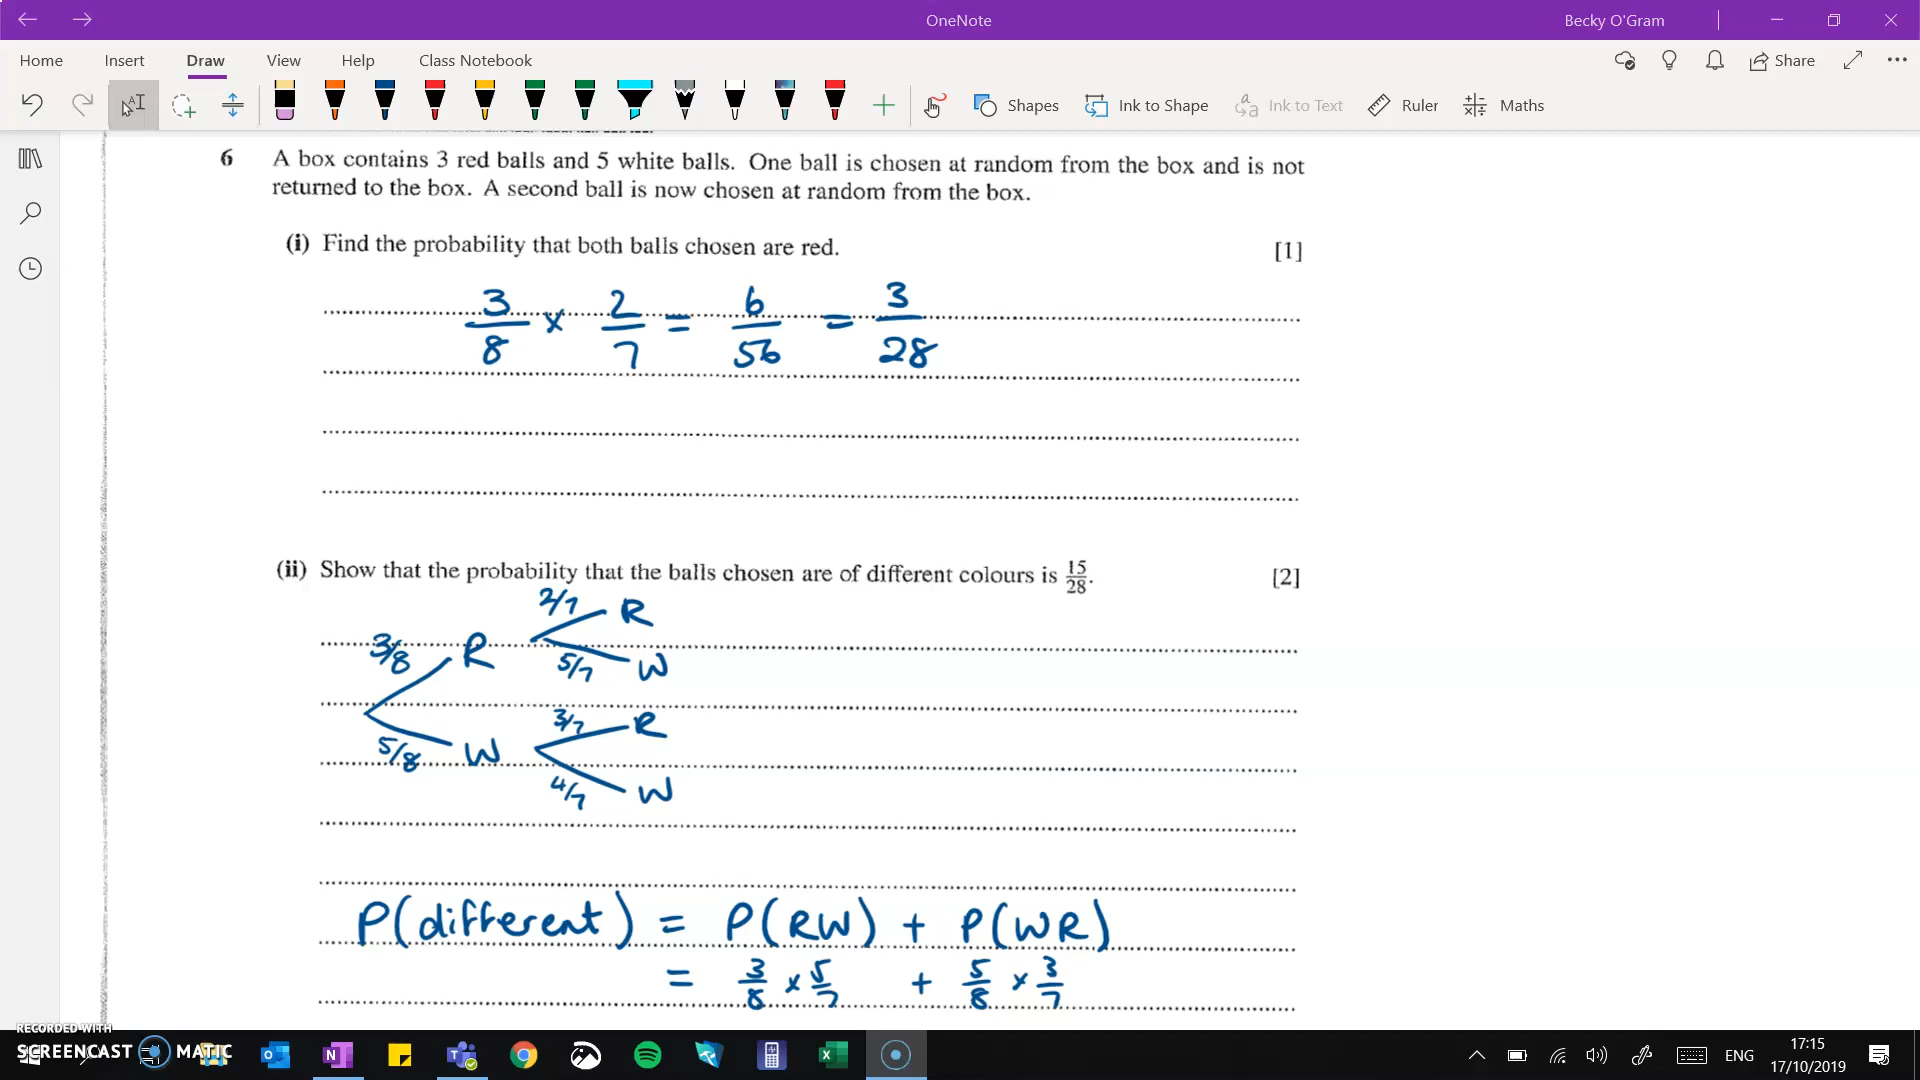 OneNote
Becky O'Gram
Home Insert Draw View Help Class Notebook
Share
Shapes Ink to Shape Ink to Text Ruler Maths
6 A box contains 3 red balls and 5 white balls. One ball is chosen at random from the box and is not
returned to the box. A second ball is now chosen at random from the box.
(i) Find the probability that both balls chosen are red. [1]
3/8 × 2/7 = 6/56 = 3/28
(ii) Show that the probability that the balls chosen are of different colours is 15/28. [2]
2/7 R
3/8 R
5/7 W
3/7 R
5/8 W
4/7 W
P(different) = P(RW) + P(WR)
= 3/8 × 5/7 + 5/8 × 3/7
RECORDED WITH
SCREENCAST MATIC
ENG
17:15
17/10/2019